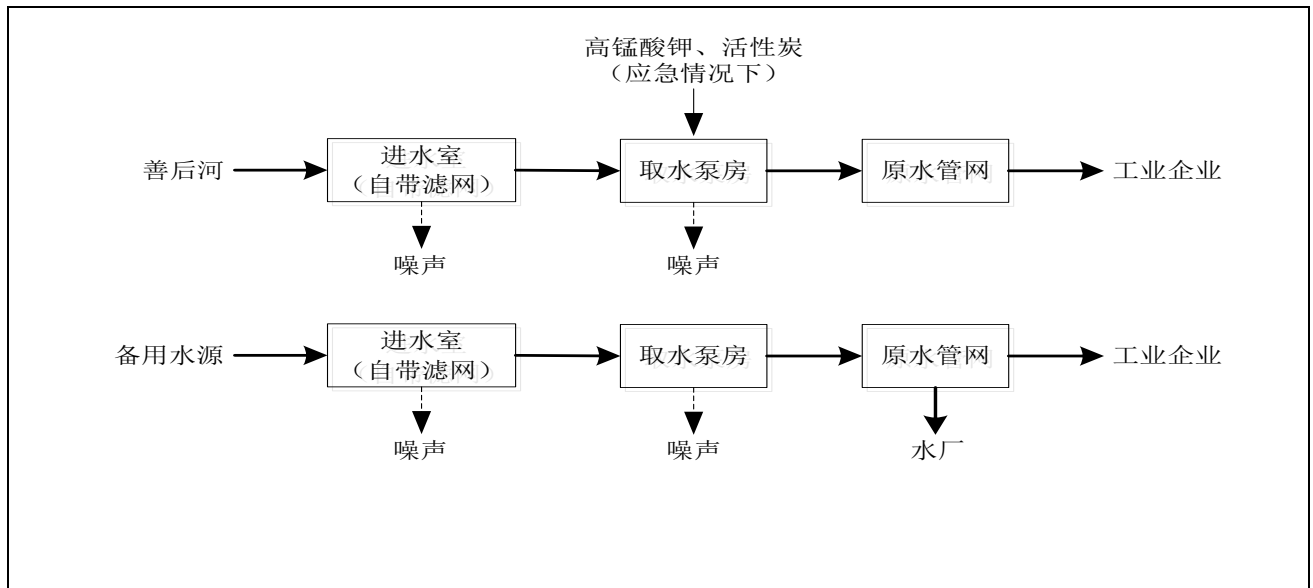 高锰酸钾、活性炭
（应急情况下）
善后河
进水室
（自带滤网）
取水泵房
原水管网
工业企业
噪声
噪声
备用水源
进水室
（自带滤网）
取水泵房
原水管网
工业企业
噪声
噪声
水厂